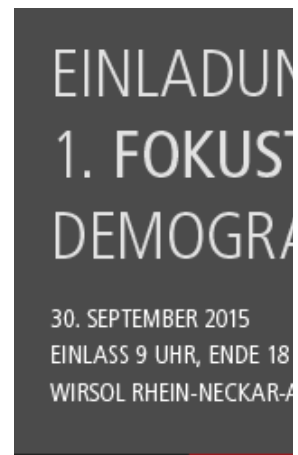 EINLADUN
1. FOKUST
DEMOGRA
30. SEPTEMBER 2015
EINLASS 9 UHR, ENDE 18
WIRSOL RHEIN-NECKAR-A